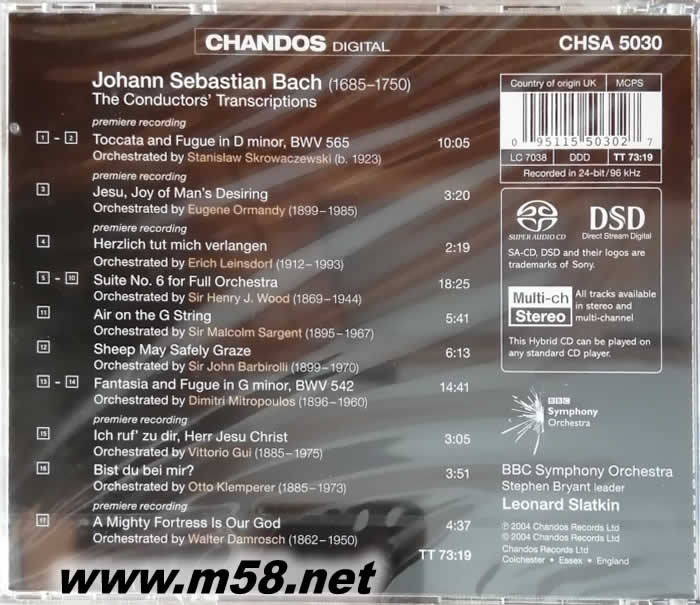 CHANDOS DIGITAL
CHSA 5030
Johann Sebastian Bach (1685–1750)
The Conductors' Transcriptions
premiere recording
1 - 2 Toccata and Fugue in D minor, BWV 565 10:05
Orchestrated by Stanisław Skrowaczewski (b. 1923)
premiere recording
3 Jesu, Joy of Man's Desiring 3:20
Orchestrated by Eugene Ormandy (1899–1985)
premiere recording
4 Herzlich tut mich verlangen 2:19
Orchestrated by Erich Leinsdorf (1912–1993)
5 - 10 Suite No. 6 for Full Orchestra 18:25
Orchestrated by Sir Henry J. Wood (1869–1944)
11 Air on the G String 5:41
Orchestrated by Sir Malcolm Sargent (1895–1967)
12 Sheep May Safely Graze 6:13
Orchestrated by Sir John Barbirolli (1899–1970)
13 - 14 Fantasia and Fugue in G minor, BWV 542 14:41
Orchestrated by Dimitri Mitropoulos (1896–1960)
premiere recording
15 Ich ruf' zu dir, Herr Jesu Christ 3:05
Orchestrated by Vittorio Gui (1885–1975)
16 Bist du bei mir? 3:51
Orchestrated by Otto Klemperer (1885–1973)
premiere recording
17 A Mighty Fortress Is Our God 4:37
Orchestrated by Walter Damrosch (1862–1950)
TT 73:19
Country of origin UK MCPS
0 95115 50302 7
LC 7038 DDD TT 73:19
Recorded in 24-bit/96 kHz
SUPER AUDIO CD
DSD
Direct Stream Digital
SA-CD, DSD and their logos are
trademarks of Sony.
Multi-ch
Stereo
All tracks available
in stereo and
multi-channel
This Hybrid CD can be played on
any standard CD player.
BBC
Symphony
Orchestra
BBC Symphony Orchestra
Stephen Bryant leader
Leonard Slatkin
℗ 2004 Chandos Records Ltd
© 2004 Chandos Records Ltd
Chandos Records Ltd
Colchester • Essex • England
www.m58.net